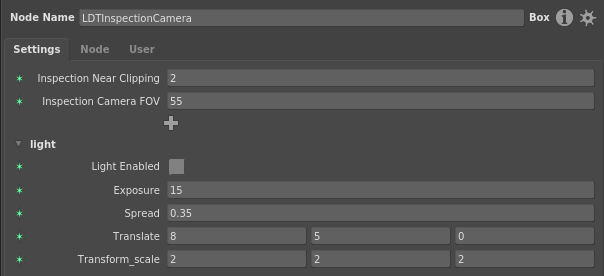 Node Name LDTInspectionCamera Box
Settings Node User
Inspection Near Clipping 2
Inspection Camera FOV 55
light
Light Enabled
Exposure 15
Spread 0.35
Translate 8 5 0
Transform_scale 2 2 2